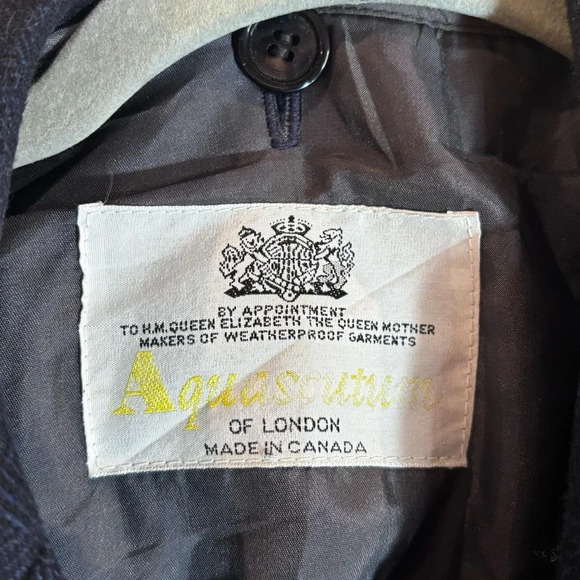 BY APPOINTMENT
TO H.M. QUEEN ELIZABETH THE QUEEN MOTHER
MAKERS OF WEATHERPROOF GARMENTS
Aquascutum
OF LONDON
MADE IN CANADA